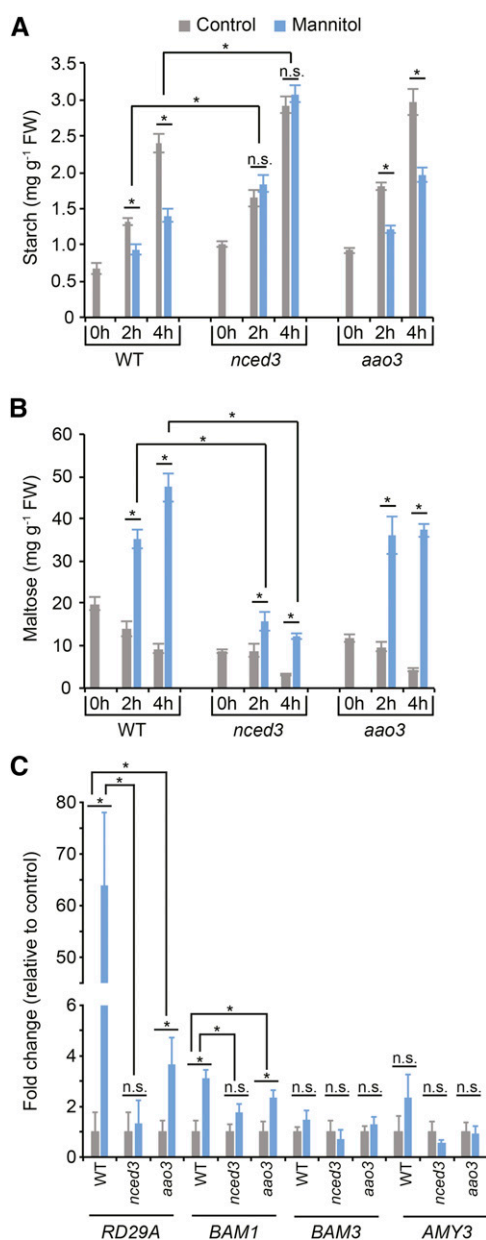 A
Control Mannitol
Starch (mg g⁻¹ FW)
3.5
3.0
2.5
2.0
1.5
1.0
0.5
0
*
*
n.s.
*
*
n.s.
*
*
0h 2h 4h 0h 2h 4h 0h 2h 4h
WT nced3 aao3
B
Maltose (mg g⁻¹ FW)
60
50
40
30
20
10
0
*
*
*
*
*
*
*
*
0h 2h 4h 0h 2h 4h 0h 2h 4h
WT nced3 aao3
C
Fold change (relative to control)
80
70
60
50
6
4
2
0
*
*
*
n.s.
*
*
*
*
n.s.
*
n.s. n.s. n.s.
n.s. n.s. n.s.
WT nced3 aao3 WT nced3 aao3 WT nced3 aao3 WT nced3 aao3
RD29A BAM1 BAM3 AMY3